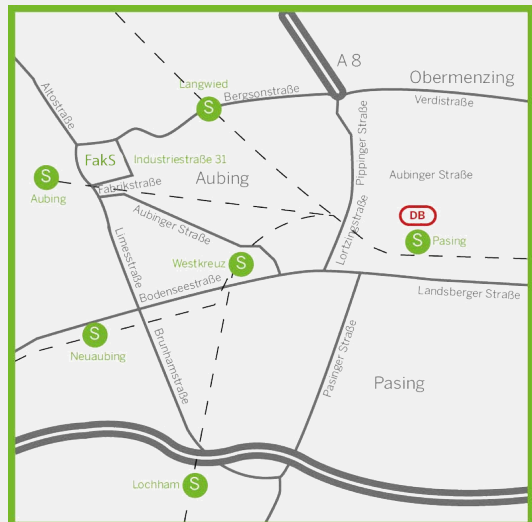 A 8
Obermenzing
Langwied
S
Bergsonstraße
Verdistraße
Altostraße
Pippinger Straße
FakS
Industriestraße 31
Aubing
Aubinger Straße
S
Aubing
Fabrikstraße
Aubinger Straße
Lortzingstraße
DB
S
Pasing
Limesstraße
Westkreuz
S
Bodenseestraße
Landsberger Straße
S
Neuaubing
Brunhamstraße
Pasinger Straße
Pasing
Lochham
S